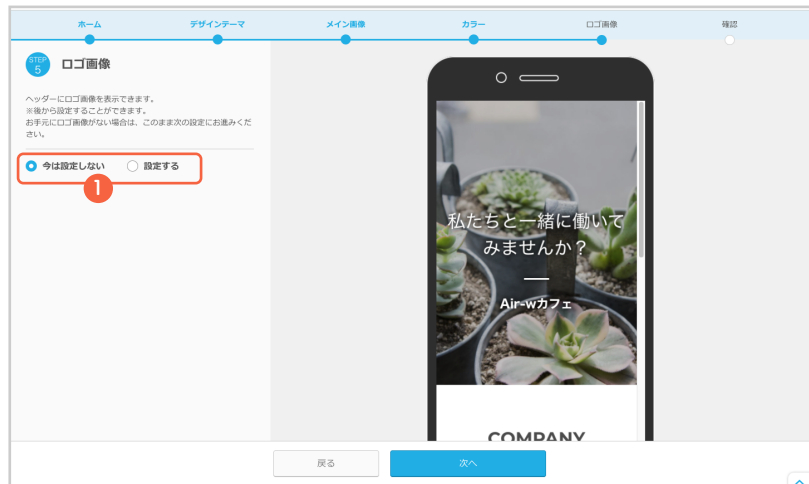 ホーム
デザインテーマ
メイン画像
カラー
ロゴ画像
確認
STEP
5
ロゴ画像
ヘッダーにロゴ画像を表示できます。
※後から設定することができます。
お手元にロゴ画像がない場合は、このまま次の設定にお進みくだ
さい。
今は設定しない
設定する
1
私たちと一緒に働いて
みませんか？
Air-wカフェ
COMPANY
戻る
次へ